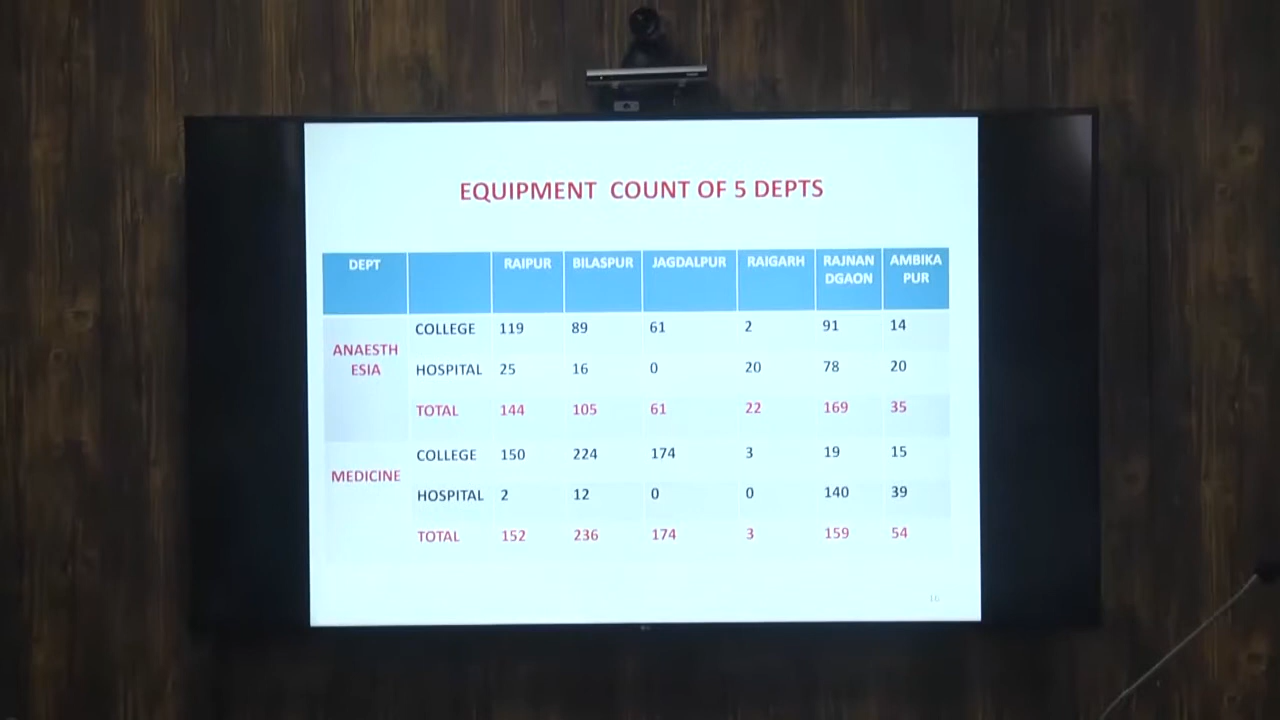 EQUIPMENT COUNT OF 5 DEPTS
DEPT RAIPUR BILASPUR JAGDALPUR RAIGARH RAJNAN DGAON AMBIKA PUR
ANAESTH ESIA
COLLEGE 119 89 61 2 91 14
HOSPITAL 25 16 0 20 78 20
TOTAL 144 105 61 22 169 35
MEDICINE
COLLEGE 150 224 174 3 19 15
HOSPITAL 2 12 0 0 140 39
TOTAL 152 236 174 3 159 54
16